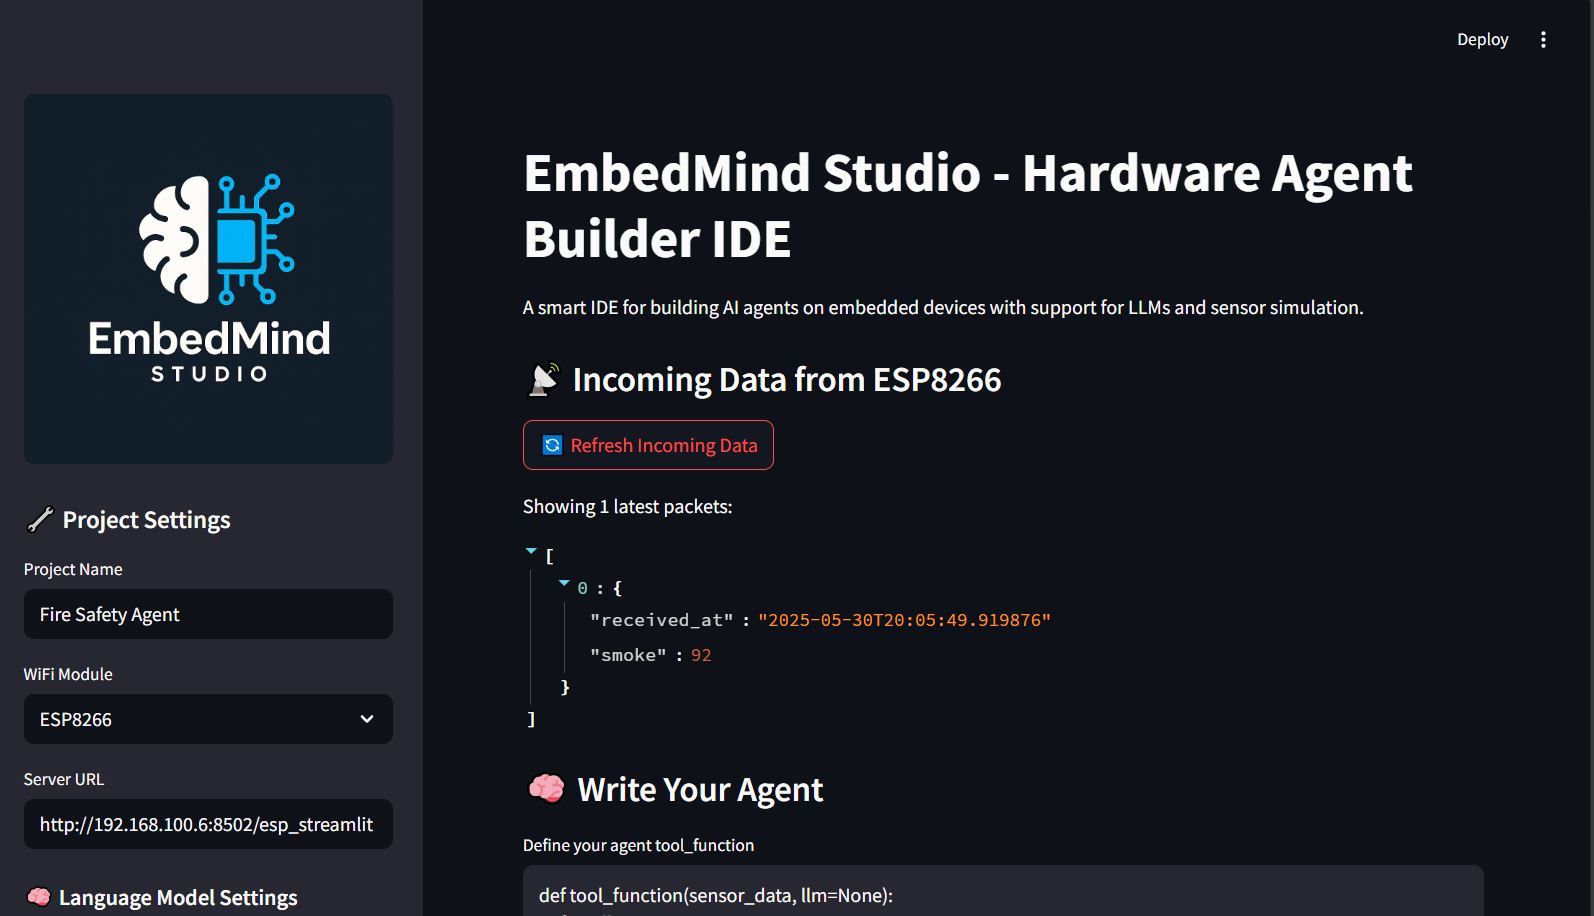 Deploy
EmbedMind
STUDIO
Project Settings
Project Name
Fire Safety Agent
WiFi Module
ESP8266
Server URL
http://192.168.100.6:8502/esp_streamlit
Language Model Settings
EmbedMind Studio - Hardware Agent
Builder IDE
A smart IDE for building AI agents on embedded devices with support for LLMs and sensor simulation.
Incoming Data from ESP8266
Refresh Incoming Data
Showing 1 latest packets:
[
0 : {
"received_at" : "2025-05-30T20:05:49.919876"
"smoke" : 92
}
]
Write Your Agent
Define your agent tool_function
def tool_function(sensor_data, llm=None):